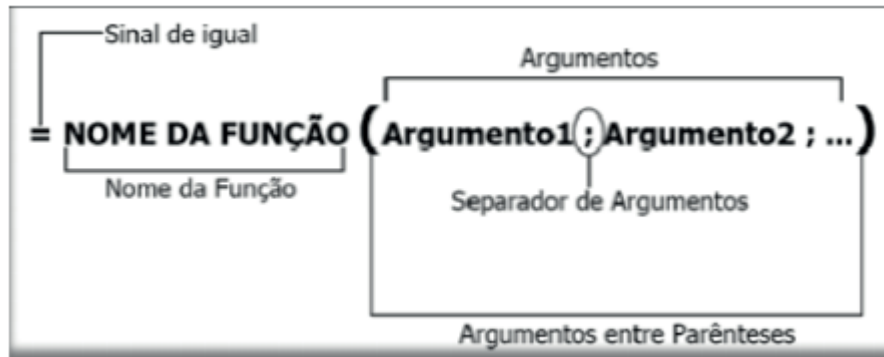 Sinal de igual
Argumentos
= NOME DA FUNÇÃO (Argumento1 ; Argumento2 ; ...)
Nome da Função
Separador de Argumentos
Argumentos entre Parênteses